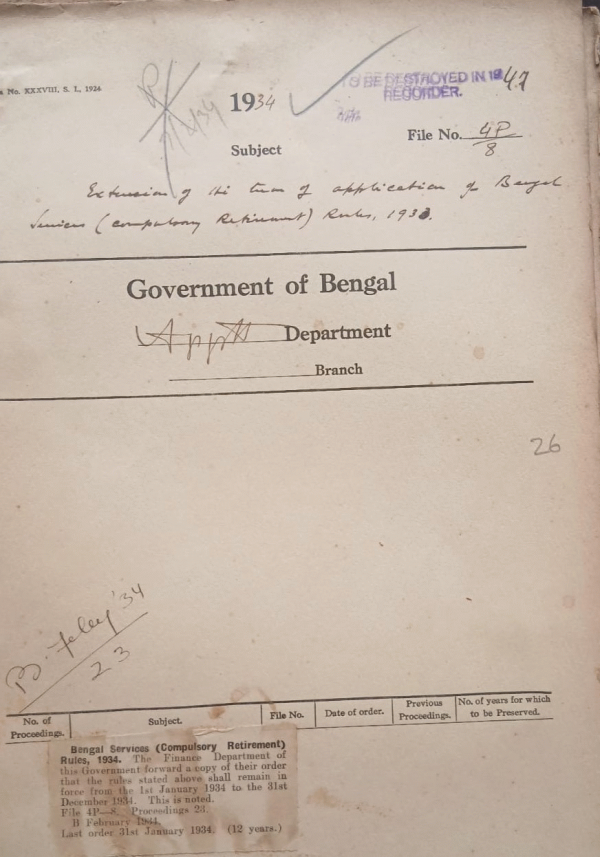 No. XXXVIII, S. I., 1926
1934
TO BE DESTROYED IN 1947
RECORDER.
File No. 4P/8
Subject
Extension of the term of application of Bengal
Services (Compulsory Retirement) Rules, 1933.
Government of Bengal
Apptt Department
Branch
26
B. Feby '34
23
No. of Proceedings.
Subject.
File No.
Date of order.
Previous Proceedings.
No. of years for which to be Preserved.
Bengal Services (Compulsory Retirement)
Rules, 1934. The Finance Department of
this Government forward a copy of their order
that the rules stated above shall remain in
force from the 1st January 1934 to the 31st
December 1934. This is noted.
File 4P—8. Proceedings 23.
B February 1934.
Last order 31st January 1934. (12 years.)